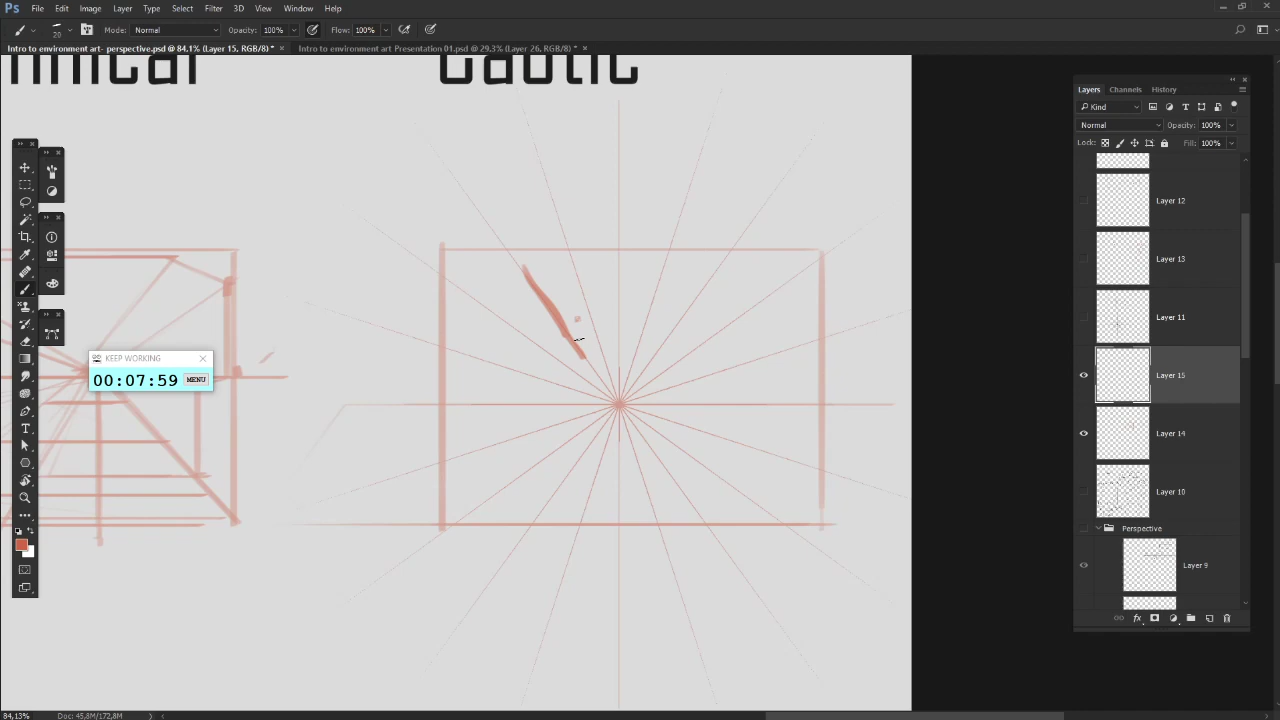 Ps File Edit Image Layer Type Select Filter 3D View Window Help
20 Mode: Normal Opacity: 100% Flow: 100%
Intro to environment art- perspective.psd @ 84,1% (Layer 15, RGB/8) * × Intro to environment art Presentation 01.psd @ 29,3% (Layer 26, RGB/8) * ×
Caotic
Layers Channels History
Kind
Normal Opacity: 100%
Lock: Fill: 100%
Layer 12
Layer 13
Layer 11
KEEP WORKING
00:07:59 MENU
Layer 15
Layer 14
Layer 10
Perspective
Layer 9
84,13% Doc: 45,8M/172,8M